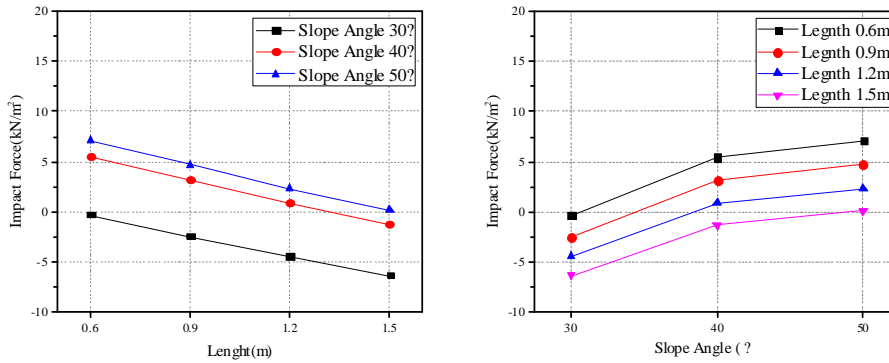 20
15
10
5
0
-5
-10
Impact Force(kN/m²)
0.6 0.9 1.2 1.5
Lenght(m)
Slope Angle 30?
Slope Angle 40?
Slope Angle 50?
20
15
10
5
0
-5
-10
Impact Force(kN/m²)
30 40 50
Slope Angle ( ?
Legnth 0.6m
Legnth 0.9m
Legnth 1.2m
Legnth 1.5m